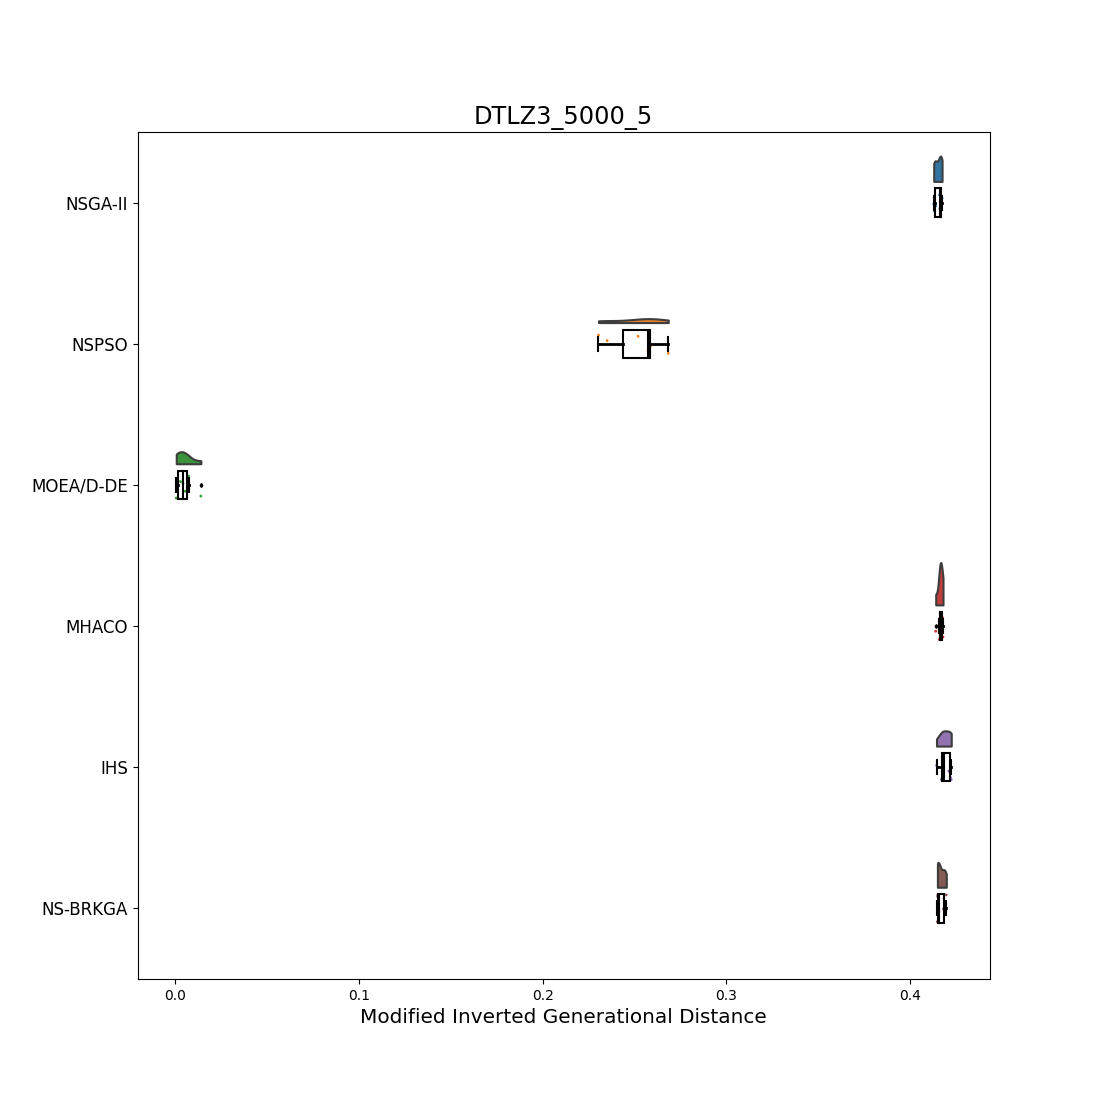 DTLZ3_5000_5
NSGA-II
NSPSO
MOEA/D-DE
MHACO
IHS
NS-BRKGA
0.0 0.1 0.2 0.3 0.4
Modified Inverted Generational Distance